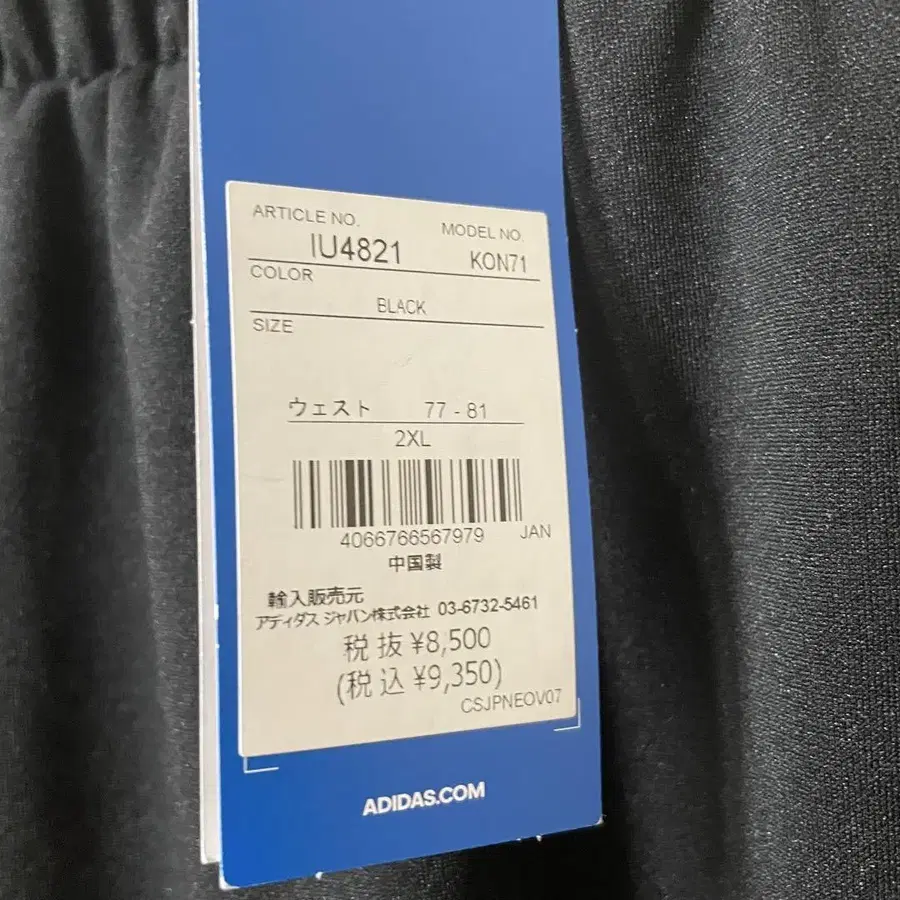 ARTICLE NO.
MODEL NO.
IU4821
KON71
COLOR
BLACK
SIZE
ウェスト 77 - 81
2XL
4066766567979 JAN
中国製
輸入販売元
アディダス ジャパン株式会社 03-6732-5461
税 抜 ¥8,500
(税 込 ¥9,350)
CSJPNEOV07
ADIDAS.COM